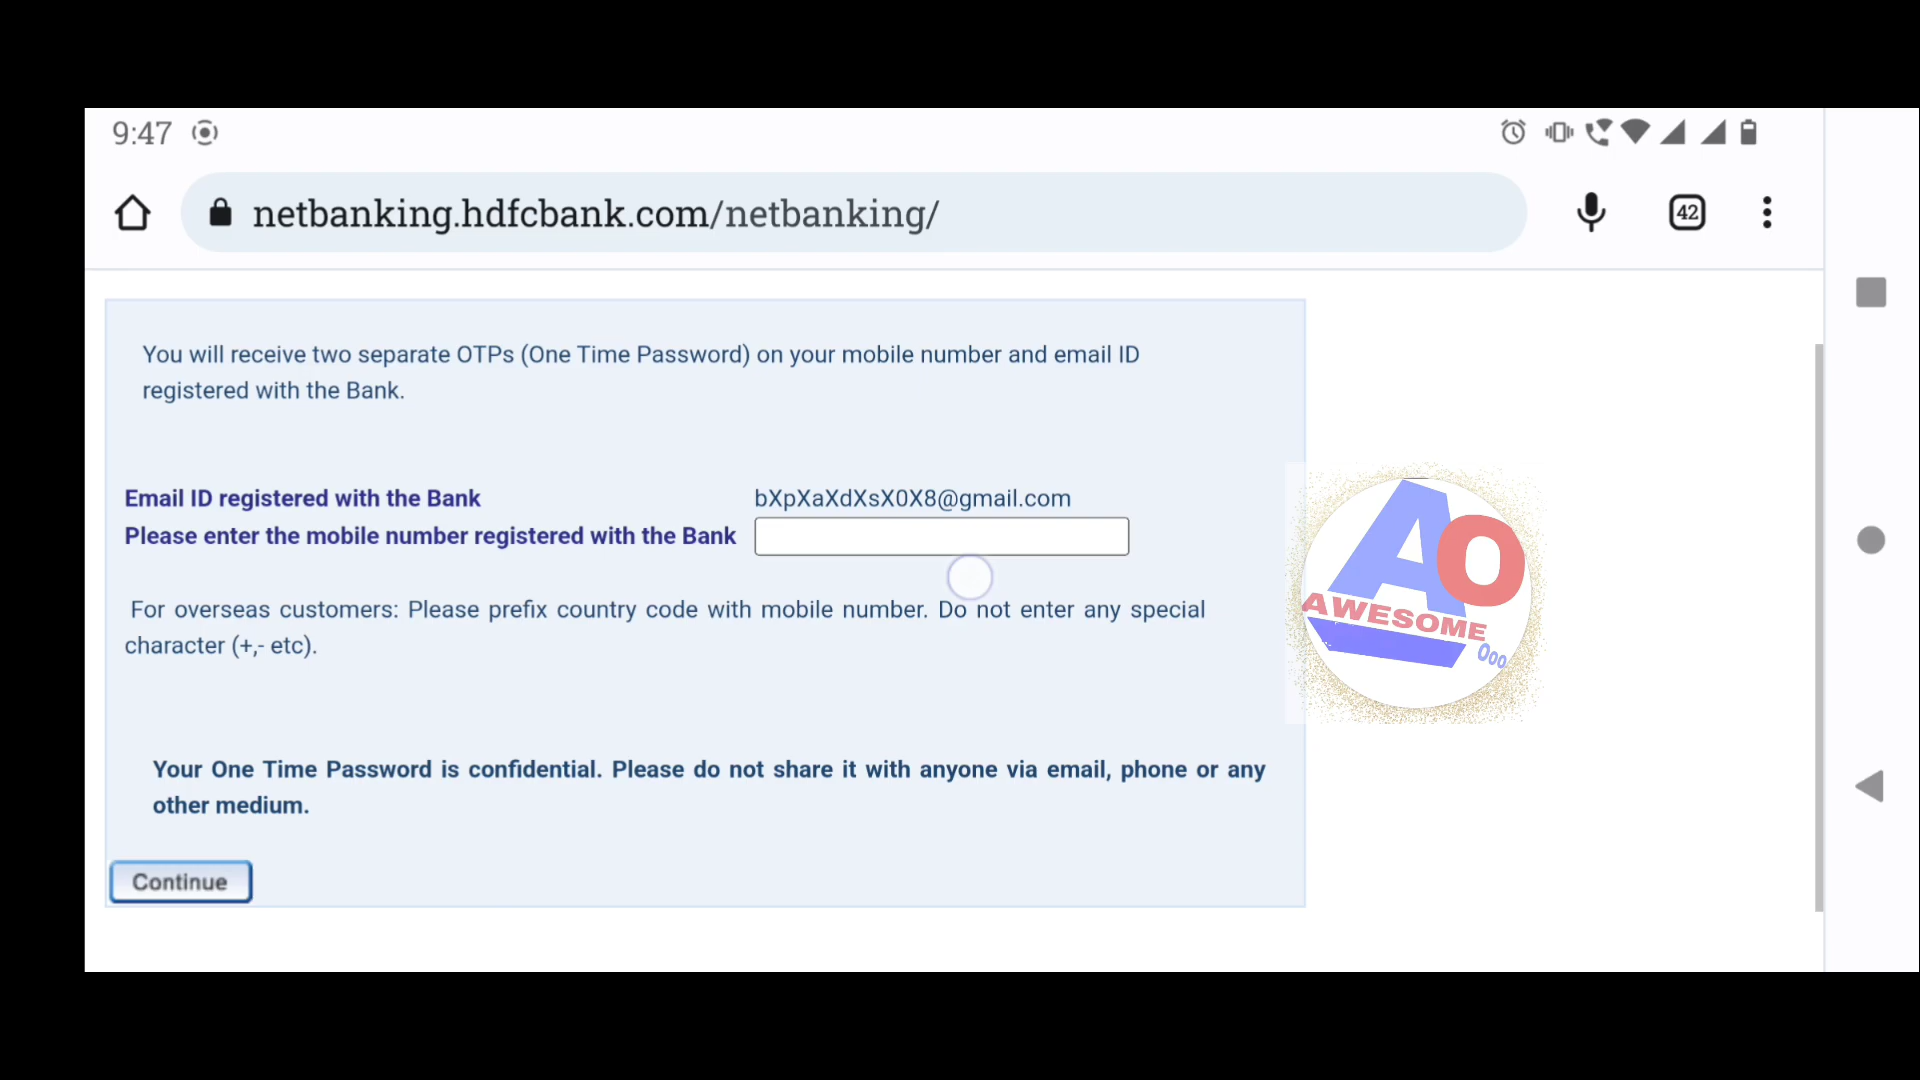 9:47
netbanking.hdfcbank.com/netbanking/
42
You will receive two separate OTPs (One Time Password) on your mobile number and email ID
registered with the Bank.
Email ID registered with the Bank bXpXaXdXsX0X8@gmail.com
Please enter the mobile number registered with the Bank
For overseas customers: Please prefix country code with mobile number. Do not enter any special
character (+,- etc).
AO
AWESOME
Ooo
Your One Time Password is confidential. Please do not share it with anyone via email, phone or any
other medium.
Continue